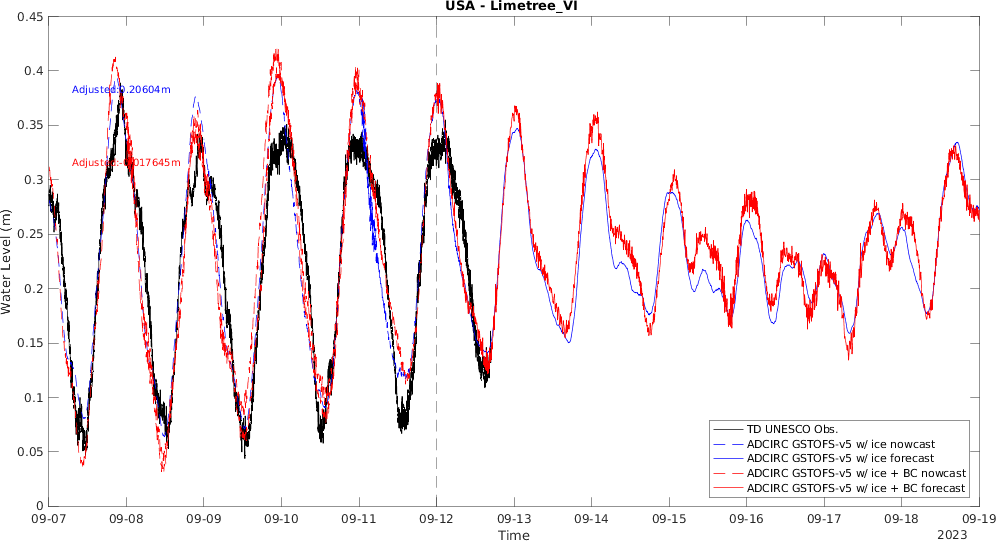 USA - Limetree_VI
0.45
0.4
0.35
0.3
0.25
0.2
0.15
0.1
0.05
0
Water Level (m)
Adjusted:0.20604m
Adjusted:-0.017645m
TD UNESCO Obs.
ADCIRC GSTOFS-v5 w/ ice nowcast
ADCIRC GSTOFS-v5 w/ ice forecast
ADCIRC GSTOFS-v5 w/ ice + BC nowcast
ADCIRC GSTOFS-v5 w/ ice + BC forecast
09-07 09-08 09-09 09-10 09-11 09-12 09-13 09-14 09-15 09-16 09-17 09-18 09-19
Time
2023